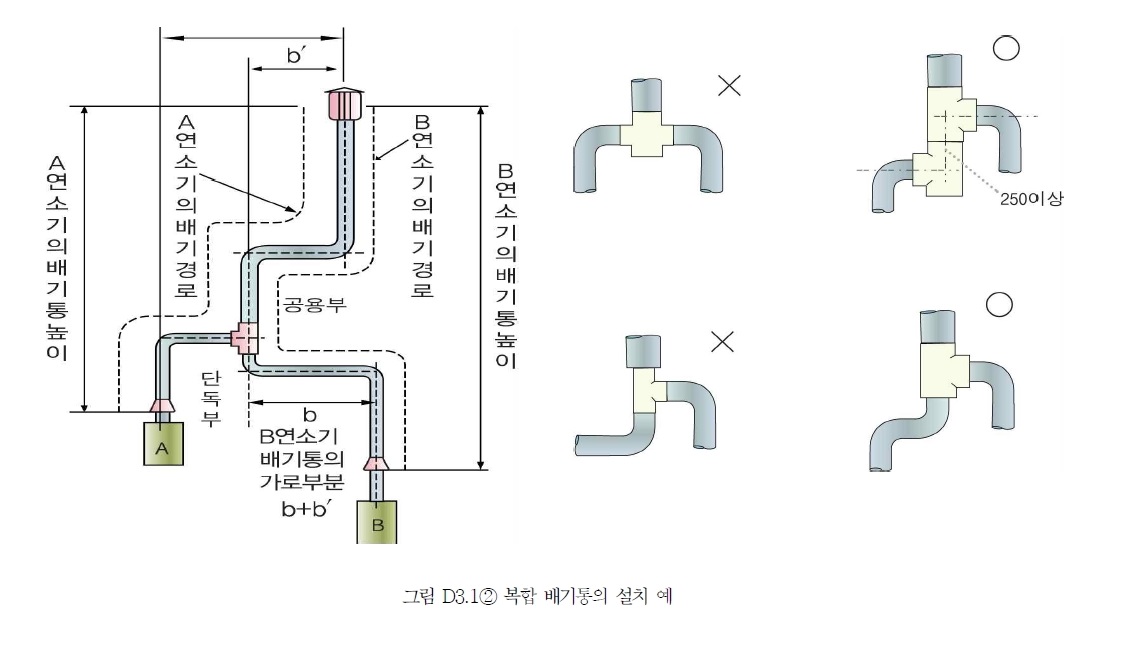 b′
A연소기의배기통높이
A연소기의배기경로
B연소기의배기경로
B연소기의배기통높이
공용부
단독부
b
B연소기
배기통의
가로부분
b+b′
A
B
250이상
그림 D3.1② 복합 배기통의 설치 예